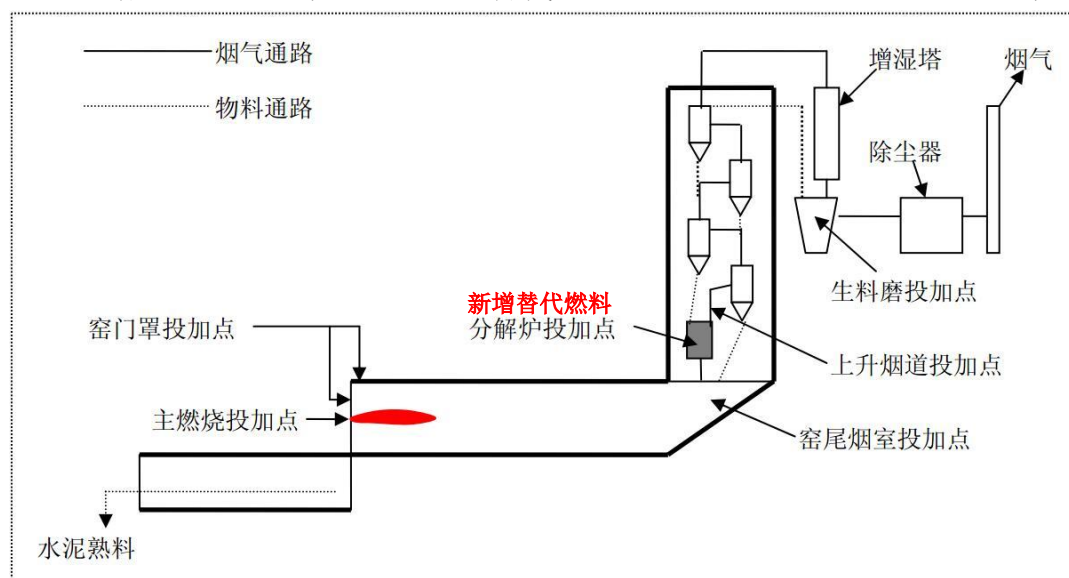 烟气通路
物料通路
增湿塔
烟气
除尘器
生料磨投加点
新增替代燃料
分解炉投加点
窑门罩投加点
上升烟道投加点
主燃烧投加点
窑尾烟室投加点
水泥熟料